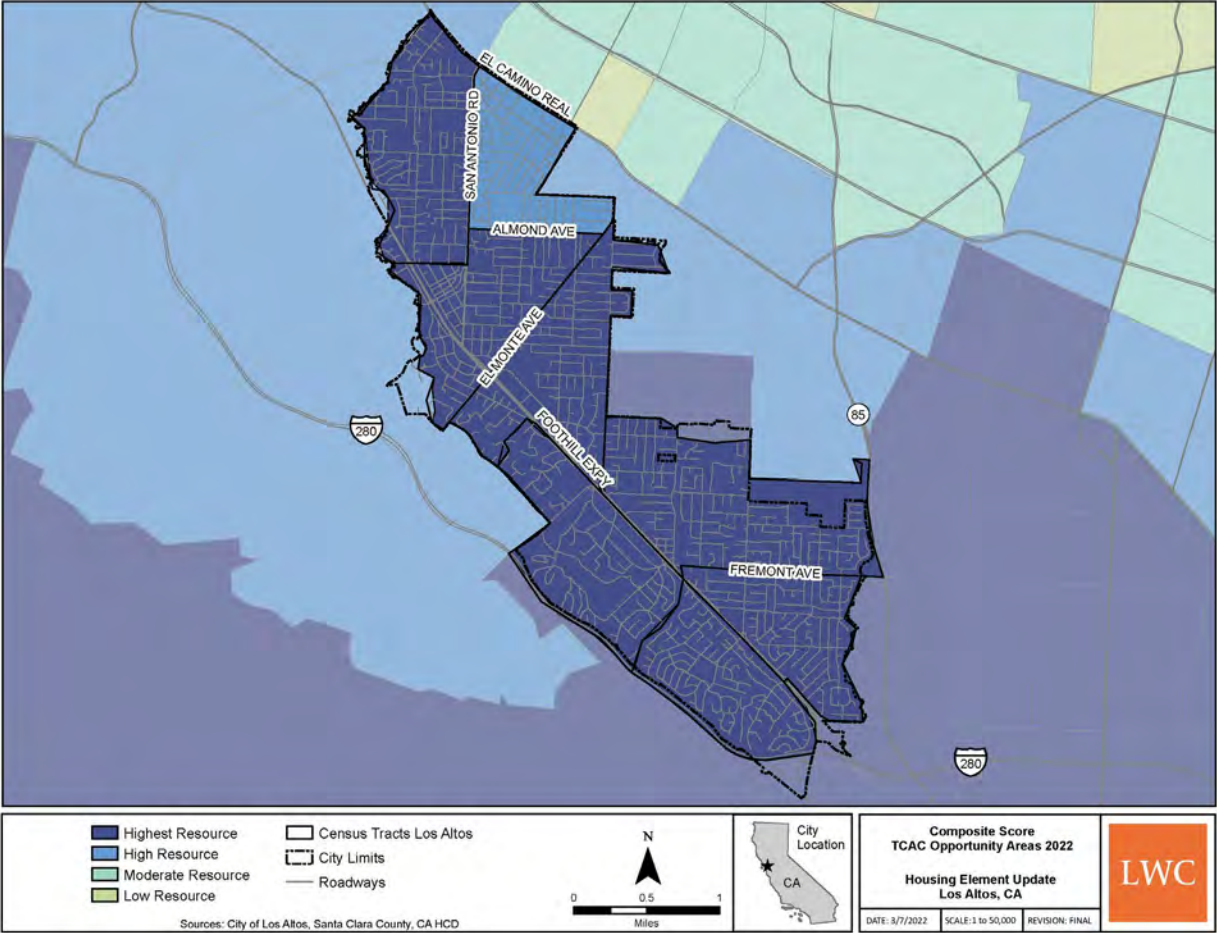 EL CAMINO REAL
SAN ANTONIO RD
ALMOND AVE
EL MONTE AVE
FOOTHILL EXPY
280
85
FREMONT AVE
280
Highest Resource
High Resource
Moderate Resource
Low Resource
Census Tracts Los Altos
City Limits
Roadways
Sources: City of Los Altos, Santa Clara County, CA HCD
N
0 0.5 1
Miles
City
Location
CA
Composite Score
TCAC Opportunity Areas 2022
Housing Element Update
Los Altos, CA
DATE: 3/7/2022 SCALE:1 to 50,000 REVISION: FINAL
LWC